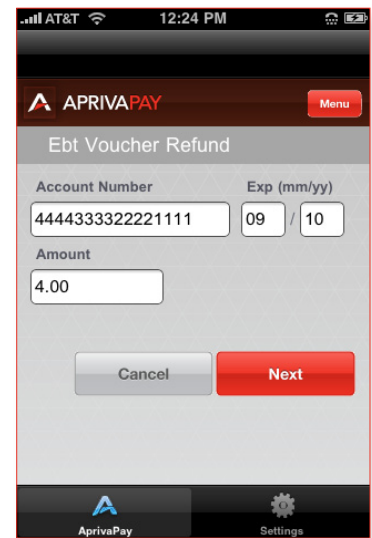 AT&T 12:24 PM
APRIVAPAY Menu
Ebt Voucher Refund
Account Number Exp (mm/yy)
4444333322221111 09 / 10
Amount
4.00
Cancel Next
AprivaPay Settings